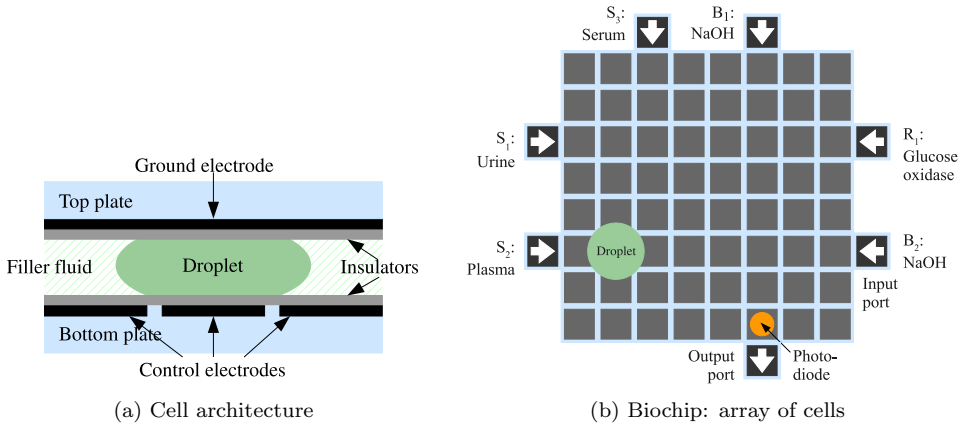 Ground electrode
Top plate
Filler fluid
Droplet
Insulators
Bottom plate
Control electrodes
(a) Cell architecture
S3:
Serum
B1:
NaOH
S1:
Urine
R1:
Glucose
oxidase
S2:
Plasma
Droplet
B2:
NaOH
Input
port
Output
port
Photo-
diode
(b) Biochip: array of cells